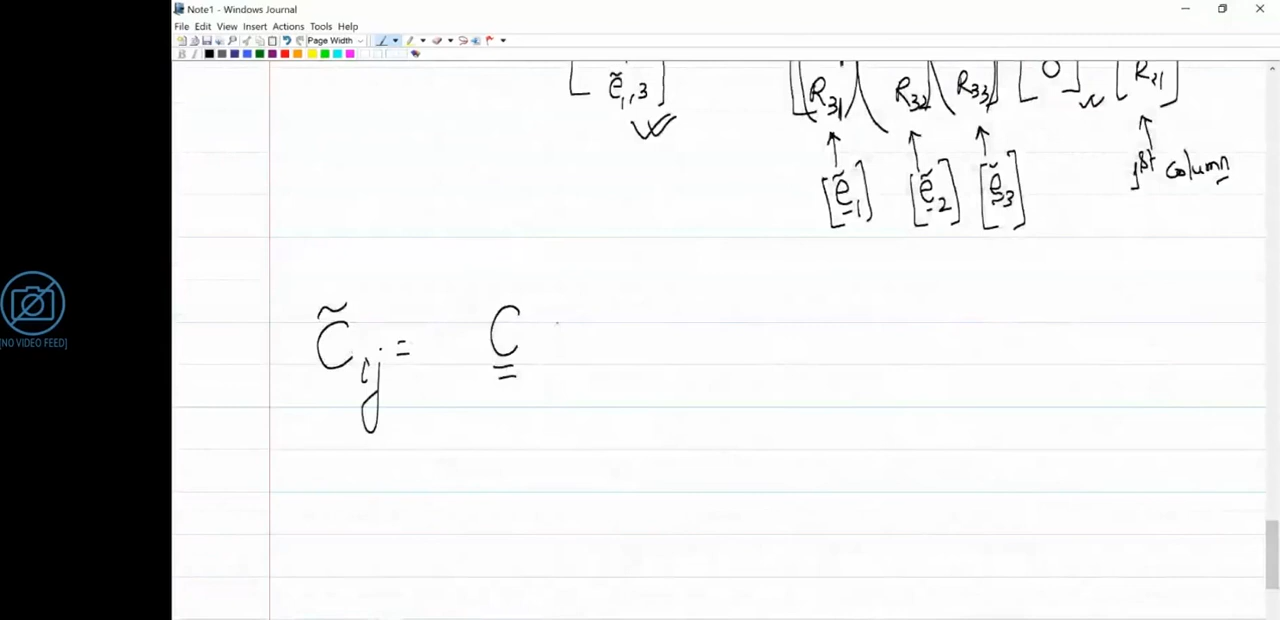 Note1 - Windows Journal
File Edit View Insert Actions Tools Help
Page Width
B I
ẽ₁,₃ R₃₁ R₃₂ R₃₃ 0 R₃₁
1st column
[ẽ₁] [ẽ₂] [ẽ₃]
C̃ij = C
[NO VIDEO FEED]